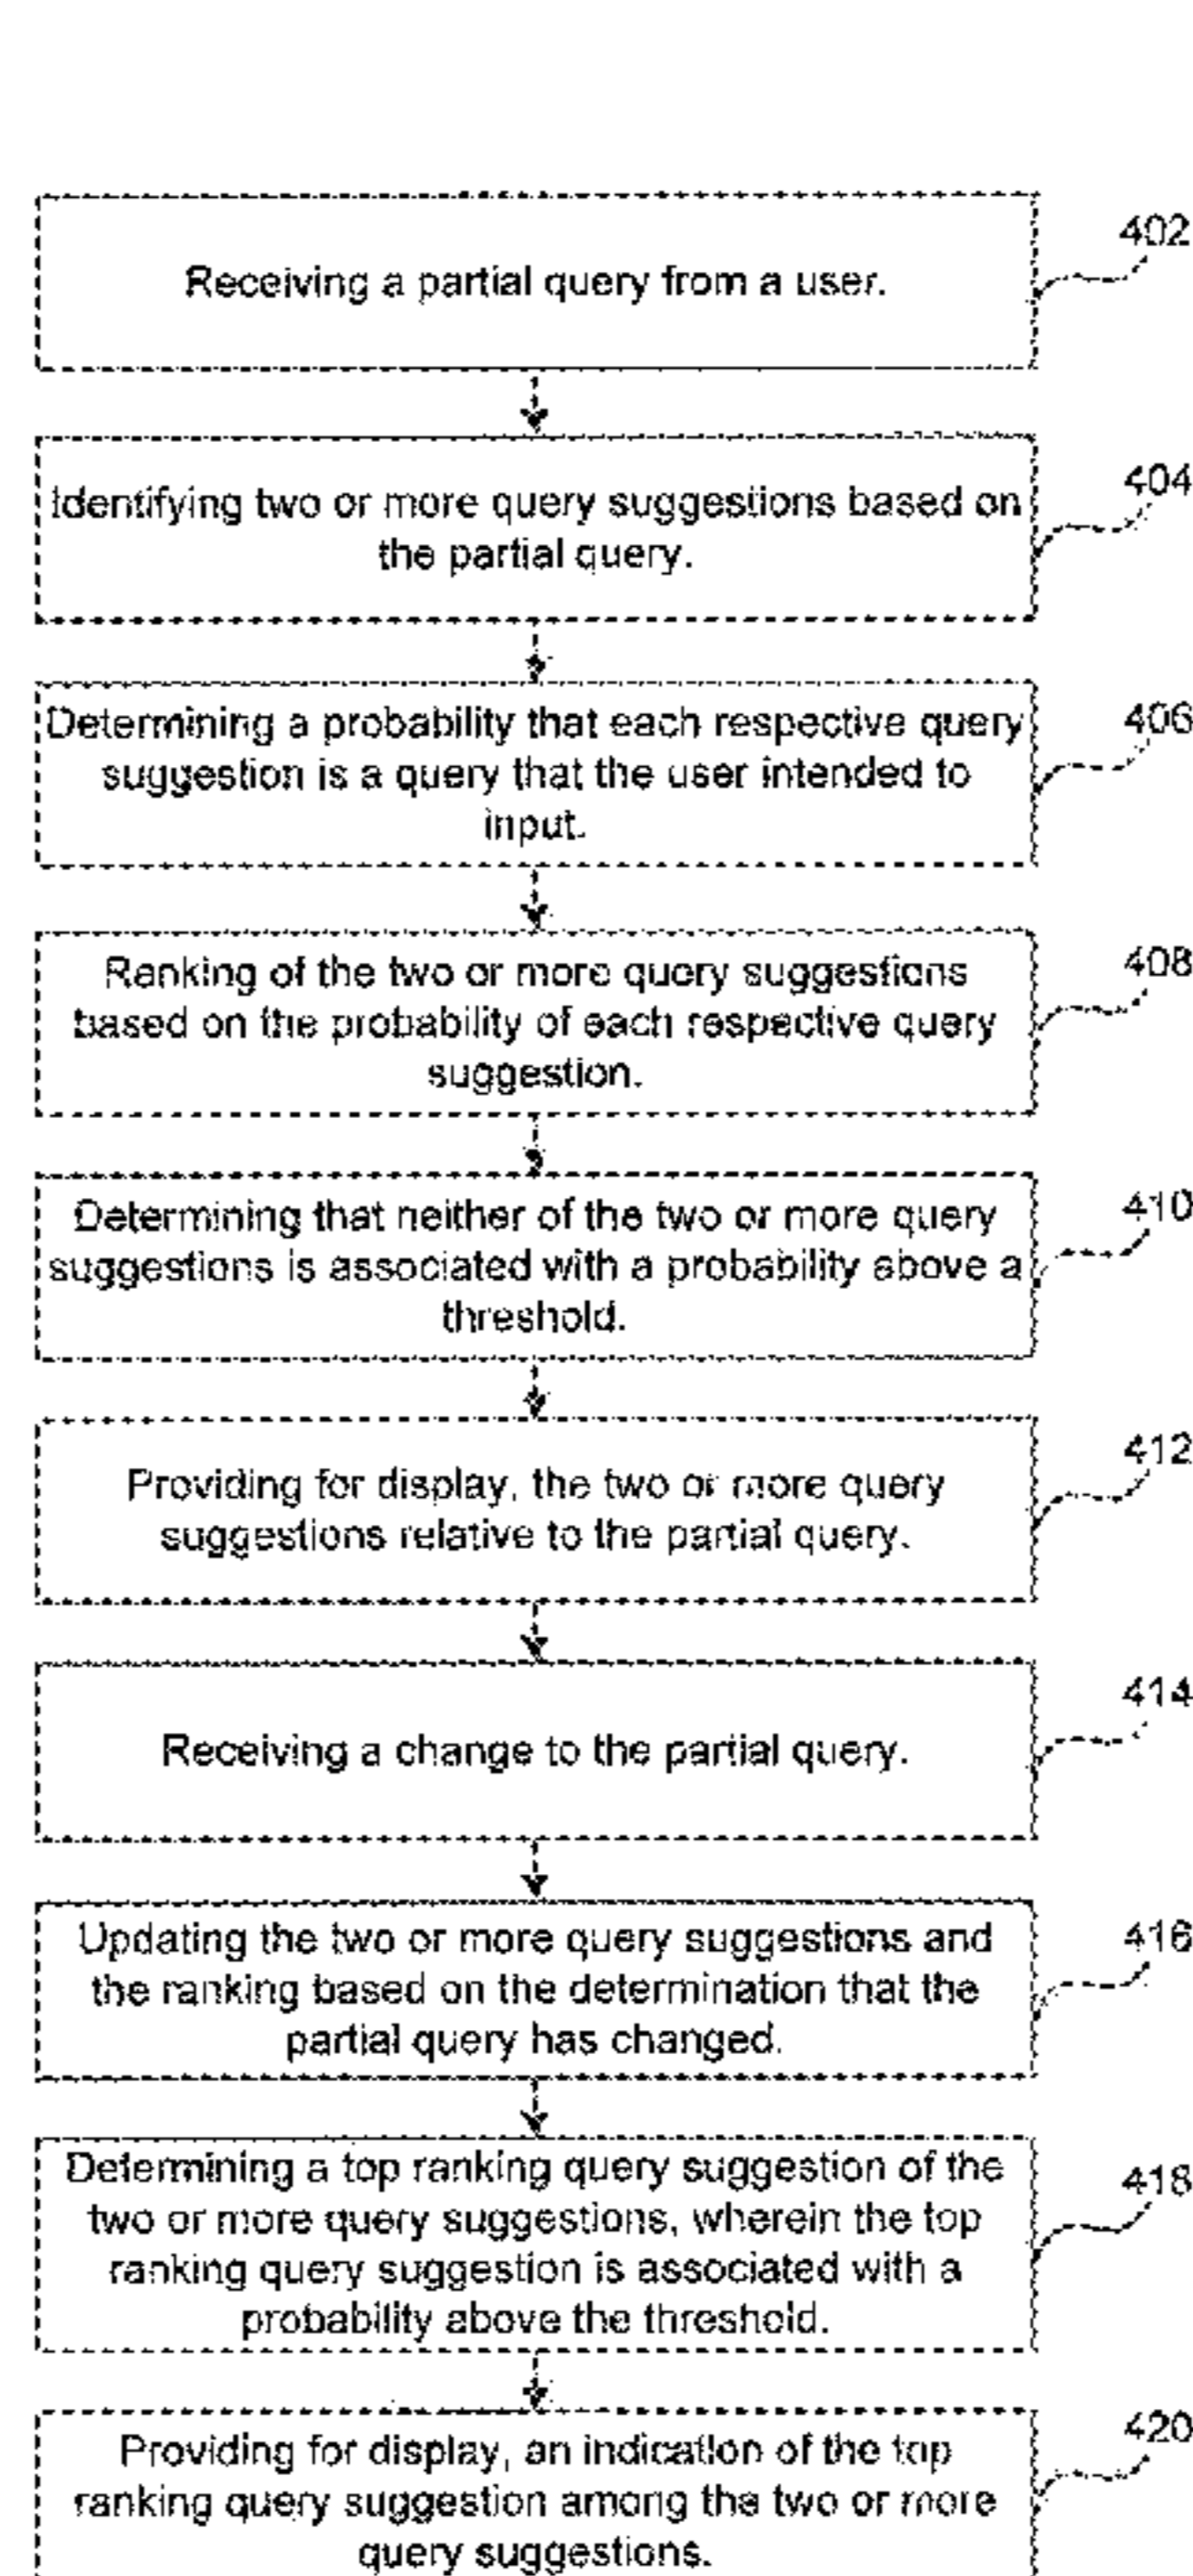 402
Receiving a partial query from a user.
404
Identifying two or more query suggestions based on
the partial query.
406
Determining a probability that each respective query
suggestion is a query that the user intended to
input.
408
Ranking of the two or more query suggestions
based on the probability of each respective query
suggestion.
410
Determining that neither of the two or more query
suggestions is associated with a probability above a
threshold.
412
Providing for display, the two or more query
suggestions relative to the partial query.
414
Receiving a change to the partial query.
416
Updating the two or more query suggestions and
the ranking based on the determination that the
partial query has changed.
418
Determining a top ranking query suggestion of the
two or more query suggestions, wherein the top
ranking query suggestion is associated with a
probability above the threshold.
420
Providing for display, an indication of the top
ranking query suggestion among the two or more
query suggestions.